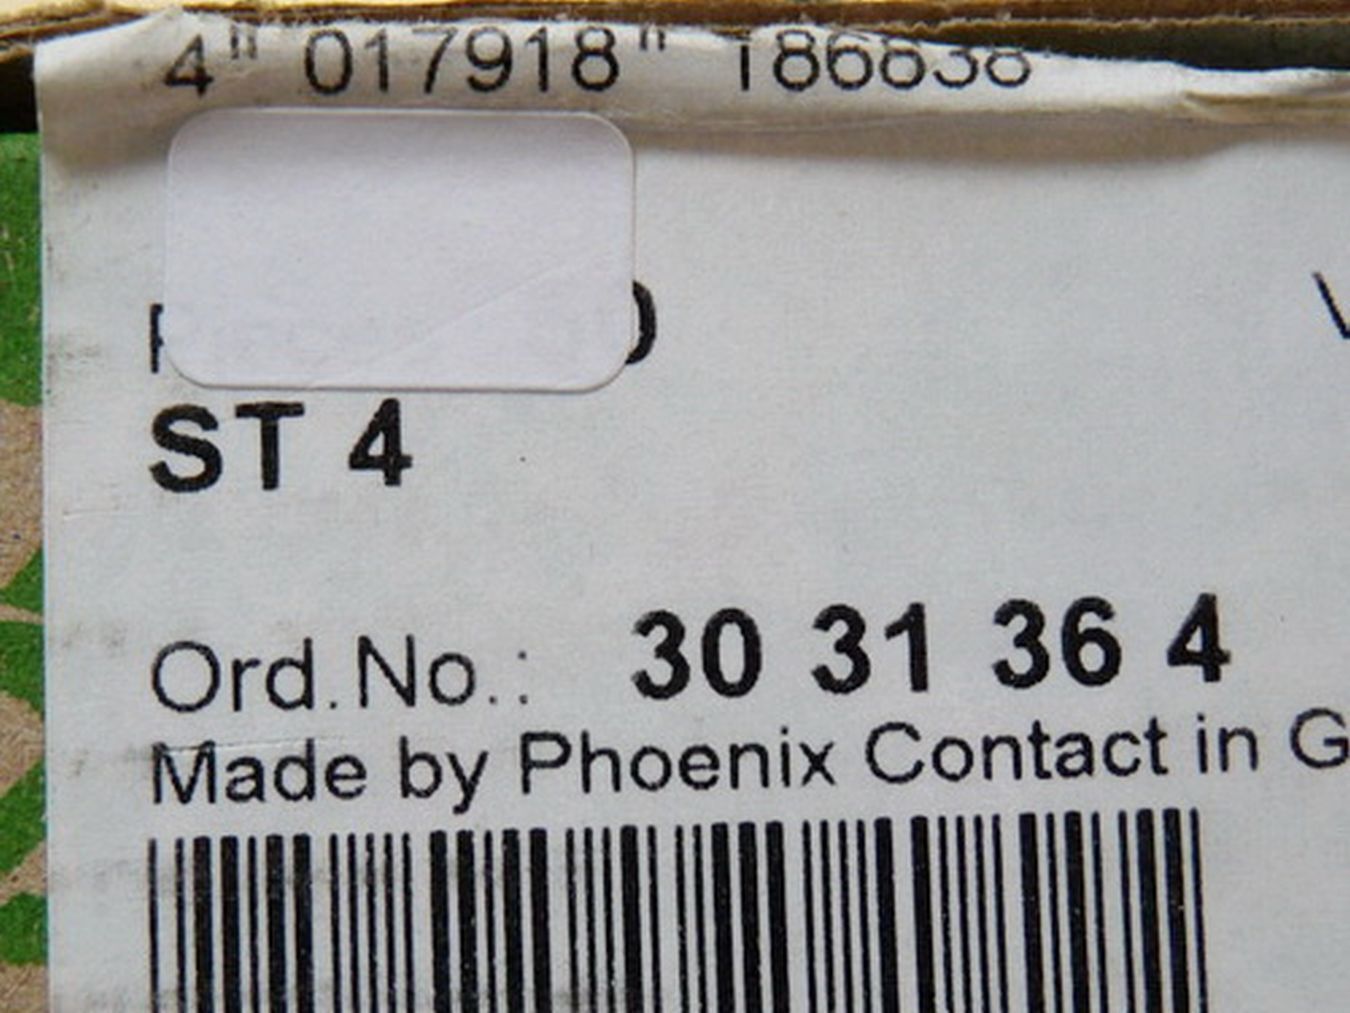 4" 017918" 186838
ST 4
Ord.No.: 30 31 36 4
Made by Phoenix Contact in G